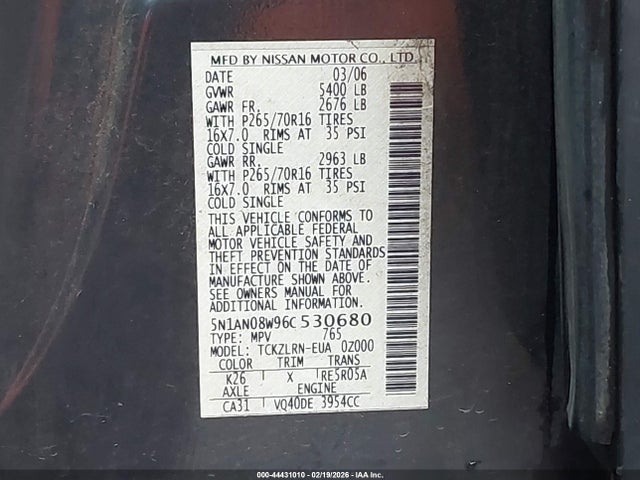 MFD BY NISSAN MOTOR CO., LTD.
DATE 03/06
GVWR 5400 LB
GAWR FR. 2676 LB
WITH P265/70R16 TIRES
16x7.0 RIMS AT 35 PSI
COLD SINGLE
GAWR RR. 2963 LB
WITH P265/70R16 TIRES
16x7.0 RIMS AT 35 PSI
COLD SINGLE
THIS VEHICLE CONFORMS TO
ALL APPLICABLE FEDERAL
MOTOR VEHICLE SAFETY AND
THEFT PREVENTION STANDARDS
IN EFFECT ON THE DATE OF
MANUFACTURE SHOWN ABOVE.
SEE OWNERS MANUAL FOR
ADDITIONAL INFORMATION.
5N1AN08W96C530680
TYPE: MPV 765
MODEL: TCKZLRN-EUA 0Z000
COLOR TRIM TRANS
K26 X RE5R05A
AXLE ENGINE
CA31 VQ40DE 3954CC
000-44431010 - 02/19/2026 - IAA Inc.